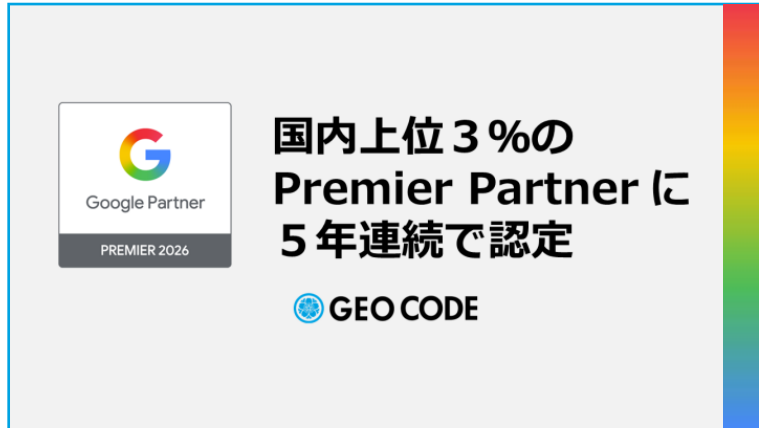 Google Partner
PREMIER 2026
国内上位３％の
Premier Partner に
５年連続で認定
GEO CODE